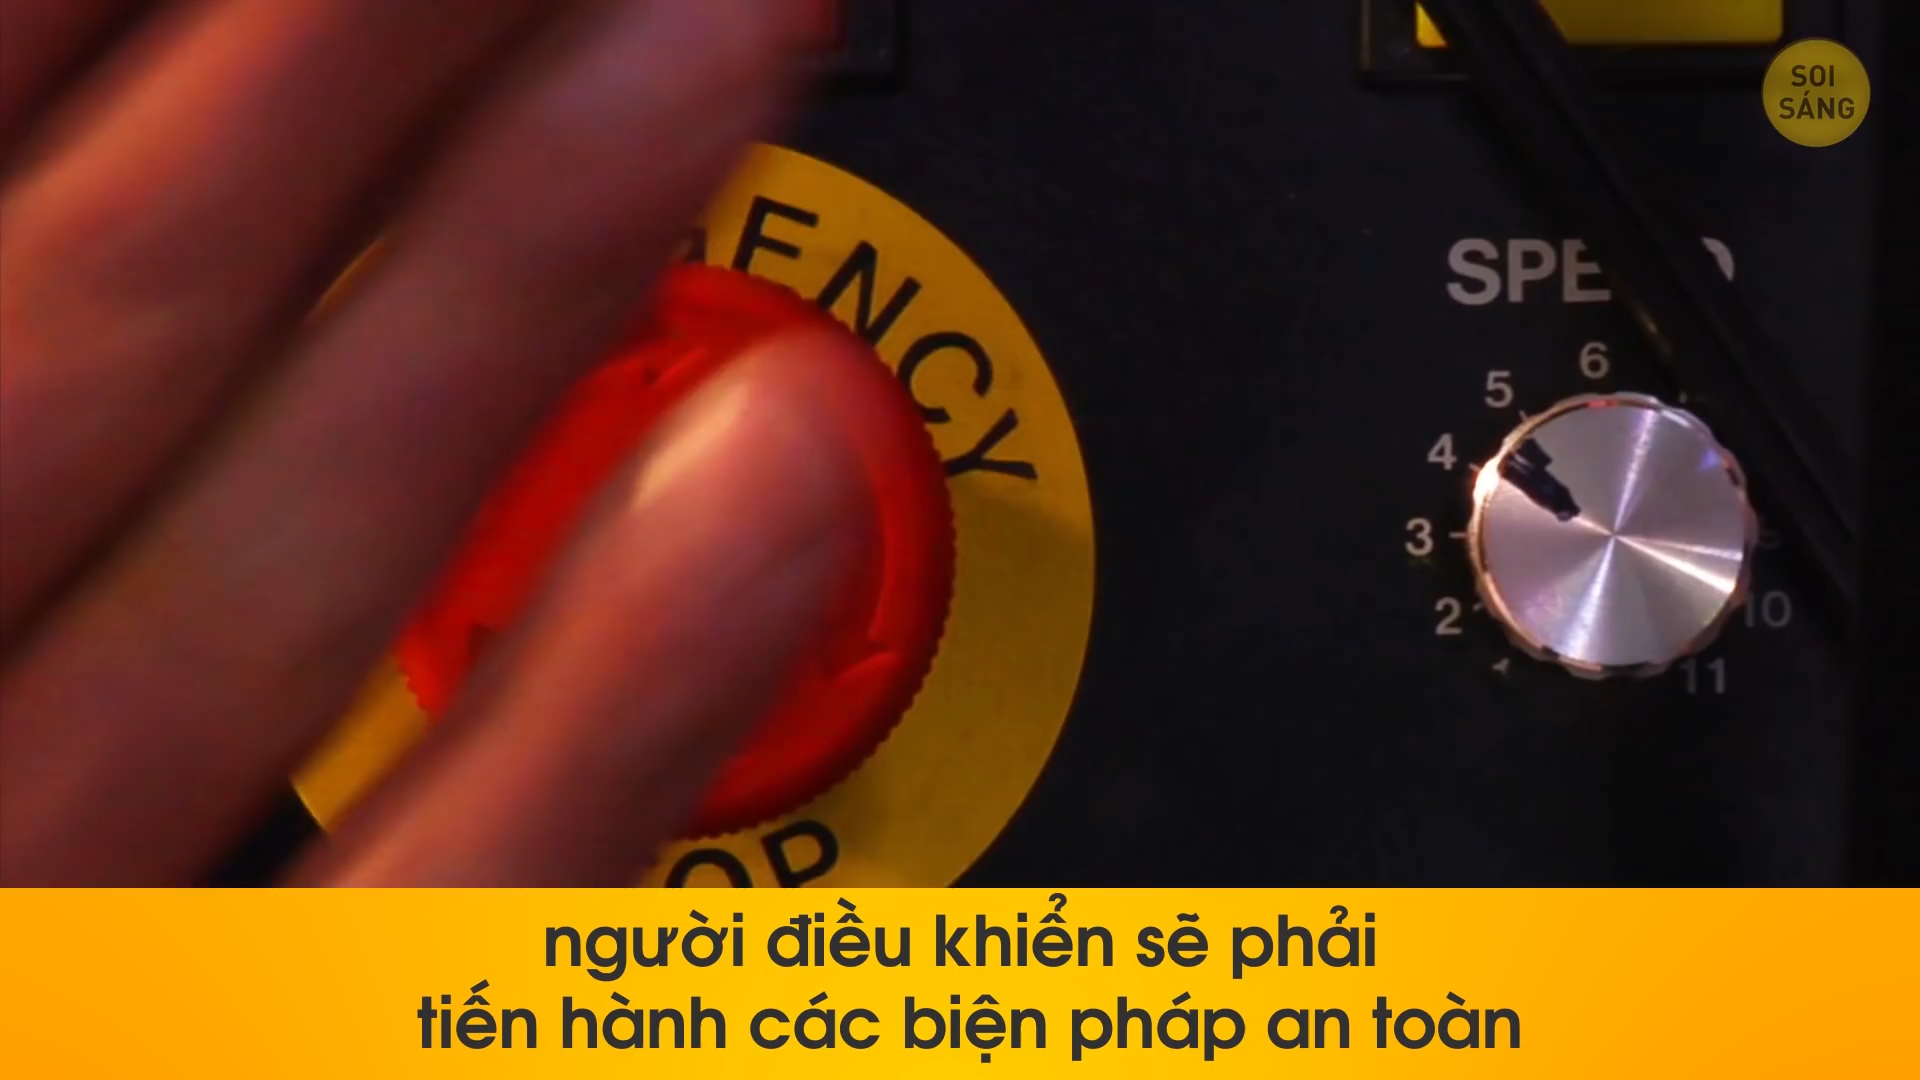 SOI
SÁNG
6
5
4
3
2
10
11
người điều khiển sẽ phải
tiến hành các biện pháp an toàn